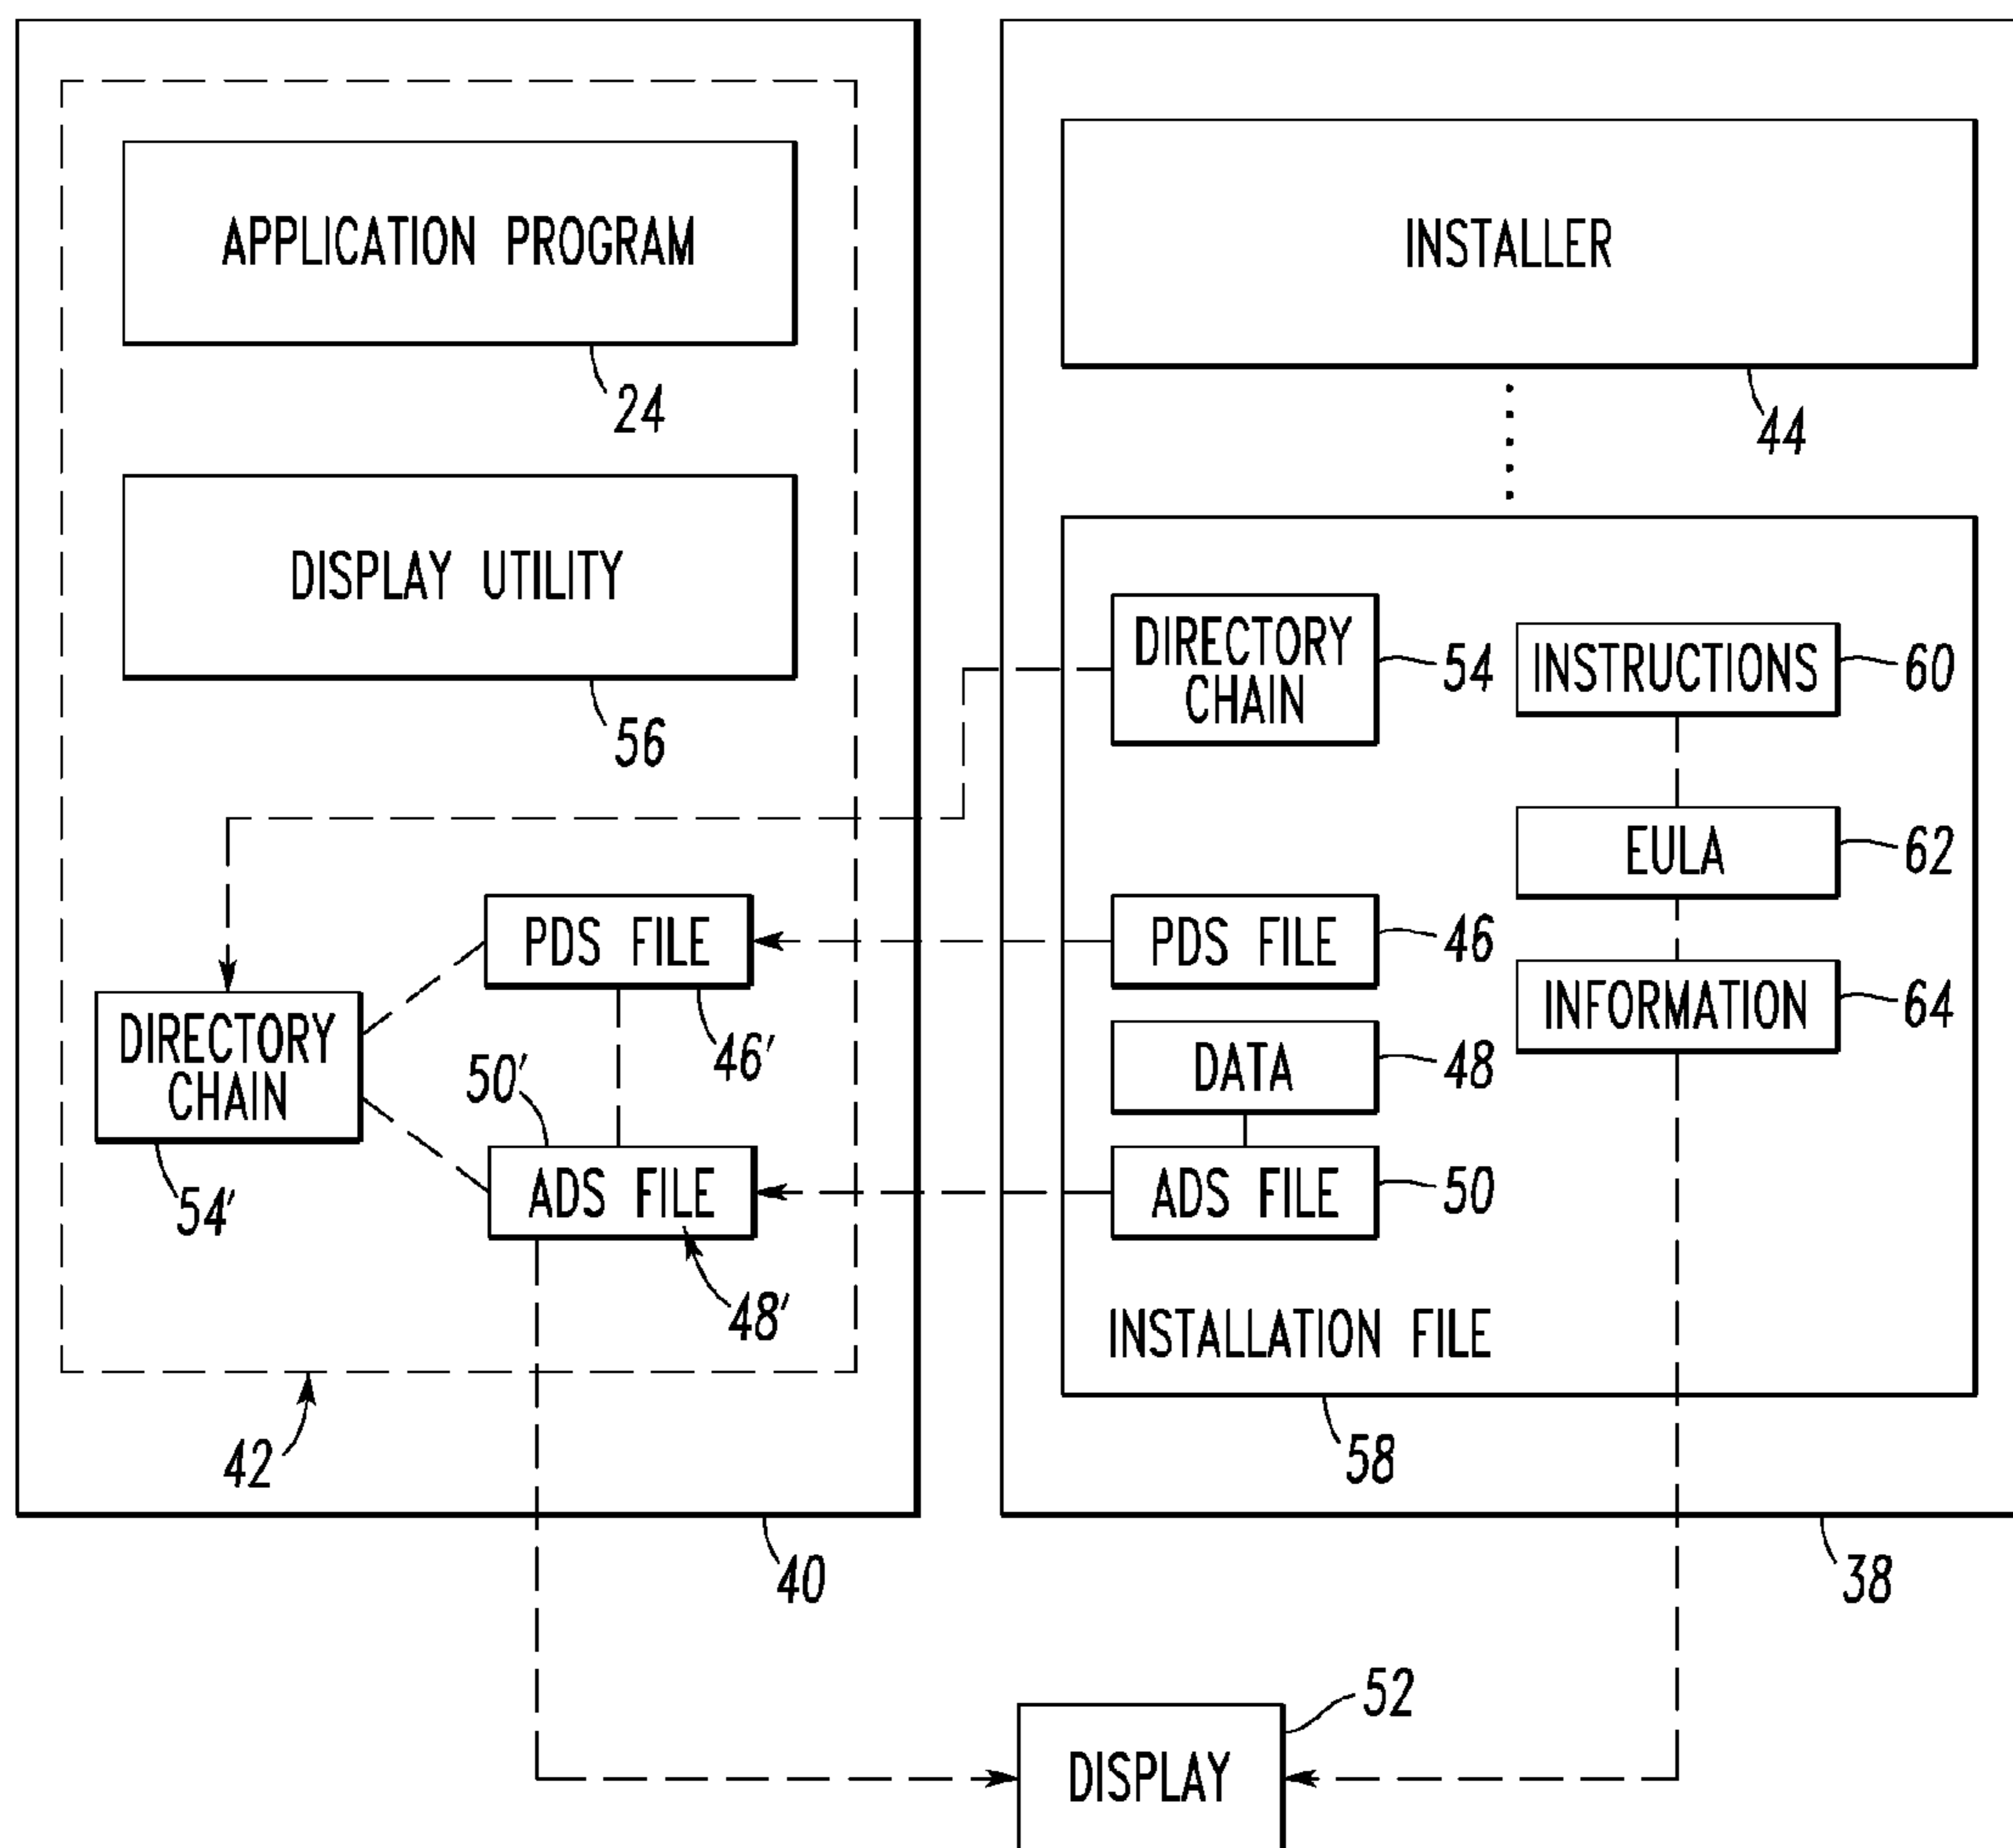 APPLICATION PROGRAM
24
DISPLAY UTILITY
56
PDS FILE
46'
DIRECTORY
CHAIN
54'
50'
ADS FILE
48'
42
40
INSTALLER
44
DIRECTORY
CHAIN
54
INSTRUCTIONS
60
EULA
62
PDS FILE
46
INFORMATION
64
DATA
48
ADS FILE
50
INSTALLATION FILE
58
38
52
DISPLAY